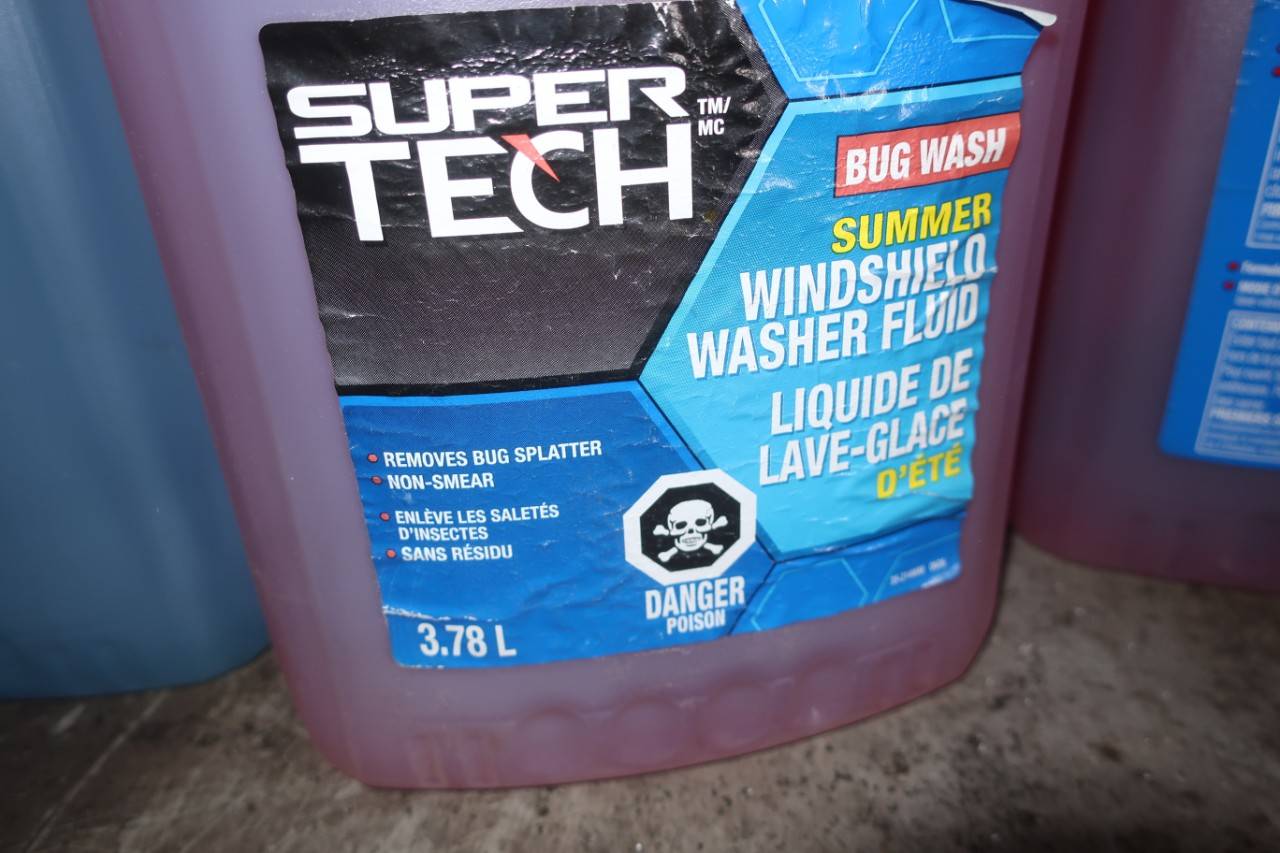 SUPER
TECH
TM/
MC
BUG WASH
SUMMER
WINDSHIELD
WASHER FLUID
LIQUIDE DE
LAVE-GLACE
D'ÉTÉ
• REMOVES BUG SPLATTER
• NON-SMEAR
• ENLÈVE LES SALETÉS
D'INSECTES
• SANS RÉSIDU
DANGER
POISON
3.78 L